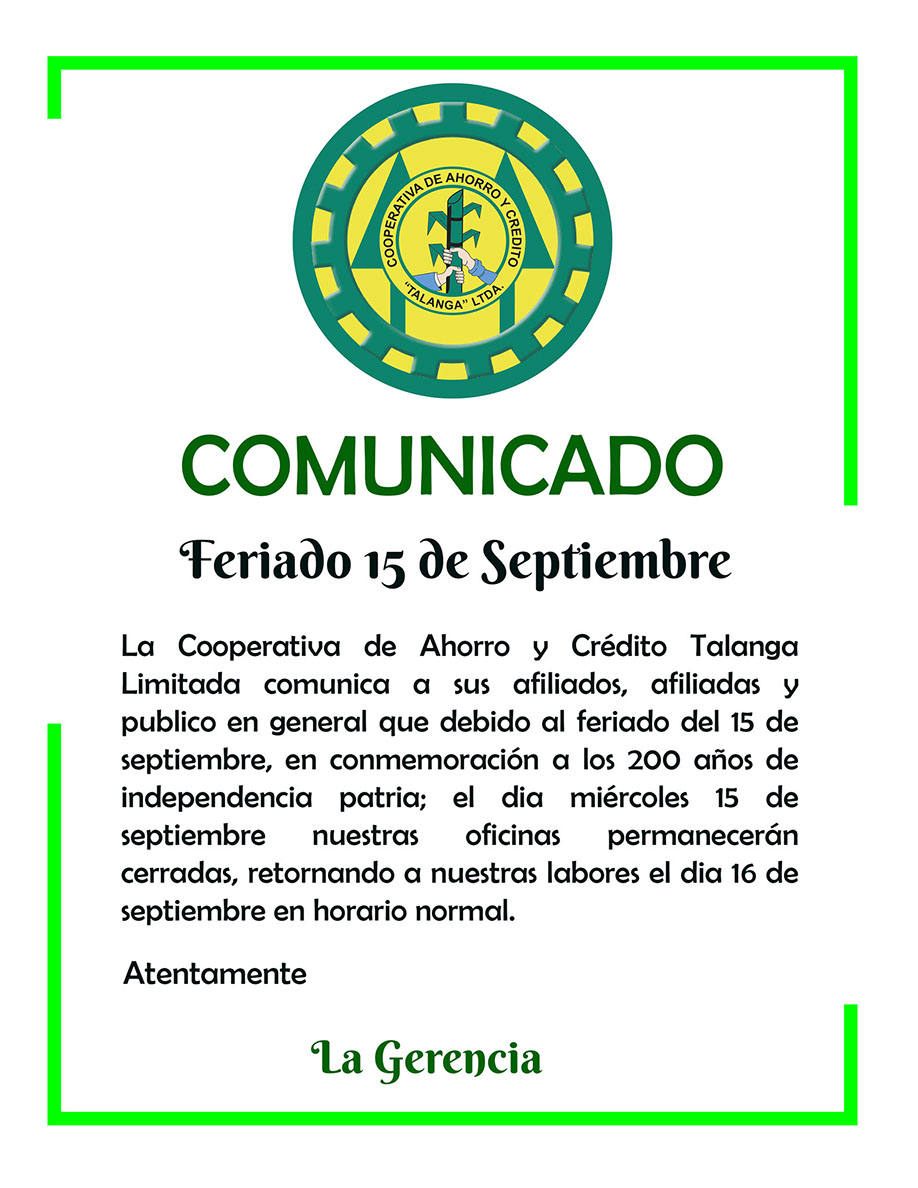 COOPERATIVA DE AHORRO Y CREDITO
"TALANGA" LTDA.
COMUNICADO
Feriado 15 de Septiembre
La Cooperativa de Ahorro y Crédito Talanga
Limitada comunica a sus afiliados, afiliadas y
publico en general que debido al feriado del 15 de
septiembre, en conmemoración a los 200 años de
independencia patria; el dia miércoles 15 de
septiembre nuestras oficinas permanecerán
cerradas, retornando a nuestras labores el dia 16 de
septiembre en horario normal.
Atentamente
La Gerencia